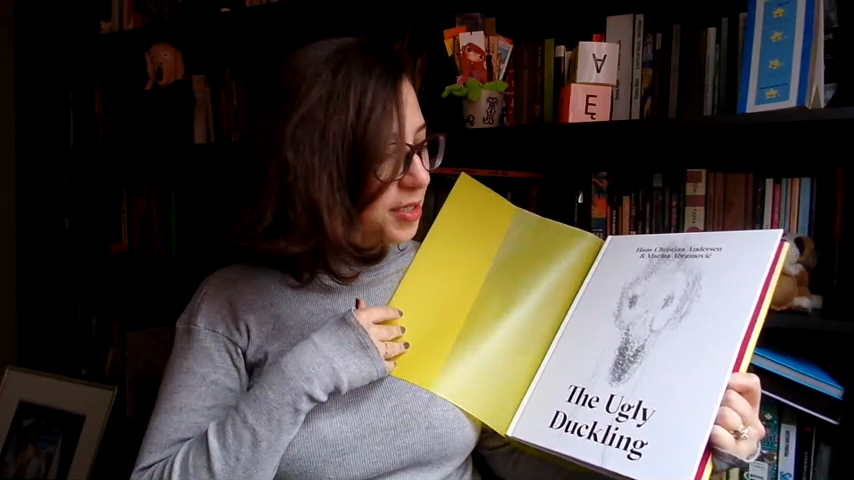 A
Ę
Hans Christian Andersen
& Marina Abramović
The Ugly
Duckling